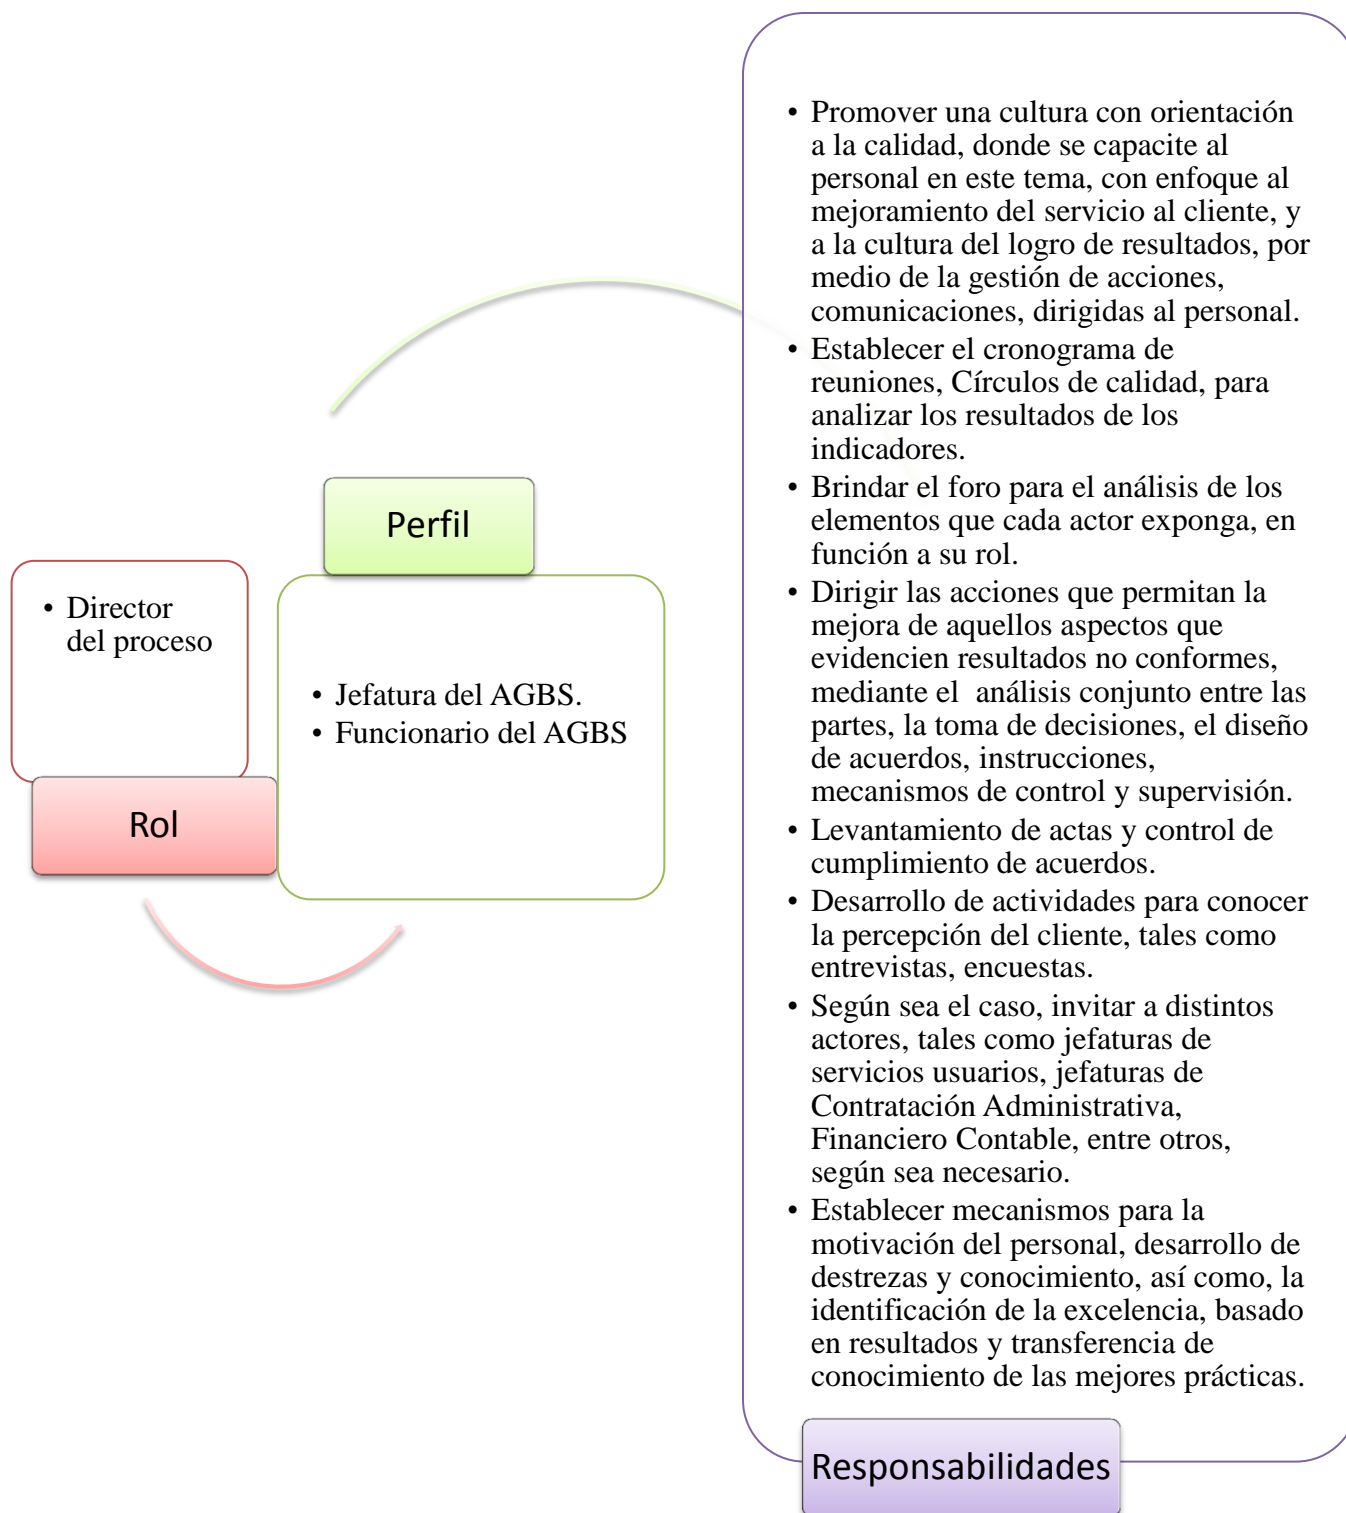 • Director
del proceso
Rol
Perfil
• Jefatura del AGBS.
• Funcionario del AGBS
• Promover una cultura con orientación
a la calidad, donde se capacite al
personal en este tema, con enfoque al
mejoramiento del servicio al cliente, y
a la cultura del logro de resultados, por
medio de la gestión de acciones,
comunicaciones, dirigidas al personal.
• Establecer el cronograma de
reuniones, Círculos de calidad, para
analizar los resultados de los
indicadores.
• Brindar el foro para el análisis de los
elementos que cada actor exponga, en
función a su rol.
• Dirigir las acciones que permitan la
mejora de aquellos aspectos que
evidencien resultados no conformes,
mediante el  análisis conjunto entre las
partes, la toma de decisiones, el diseño
de acuerdos, instrucciones,
mecanismos de control y supervisión.
• Levantamiento de actas y control de
cumplimiento de acuerdos.
• Desarrollo de actividades para conocer
la percepción del cliente, tales como
entrevistas, encuestas.
• Según sea el caso, invitar a distintos
actores, tales como jefaturas de
servicios usuarios, jefaturas de
Contratación Administrativa,
Financiero Contable, entre otros,
según sea necesario.
• Establecer mecanismos para la
motivación del personal, desarrollo de
destrezas y conocimiento, así como, la
identificación de la excelencia, basado
en resultados y transferencia de
conocimiento de las mejores prácticas.
Responsabilidades